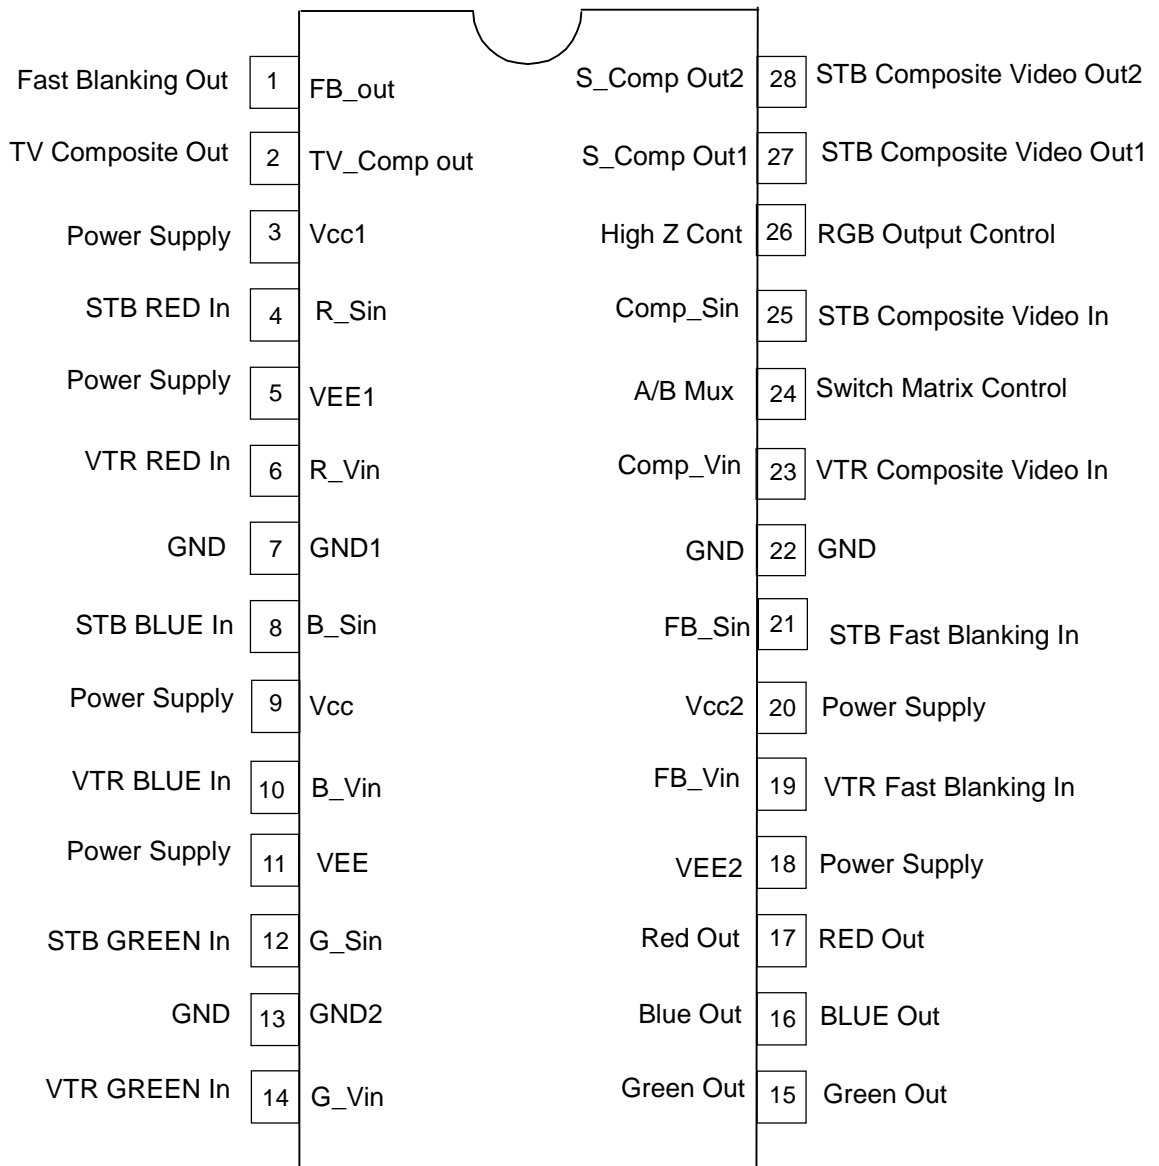 Fast Blanking Out 1 FB_out S_Comp Out2 28 STB Composite Video Out2
TV Composite Out 2 TV_Comp out S_Comp Out1 27 STB Composite Video Out1
Power Supply 3 Vcc1 High Z Cont 26 RGB Output Control
STB RED In 4 R_Sin Comp_Sin 25 STB Composite Video In
Power Supply 5 VEE1 A/B Mux 24 Switch Matrix Control
VTR RED In 6 R_Vin Comp_Vin 23 VTR Composite Video In
GND 7 GND1 GND 22 GND
STB BLUE In 8 B_Sin FB_Sin 21 STB Fast Blanking In
Power Supply 9 Vcc Vcc2 20 Power Supply
VTR BLUE In 10 B_Vin FB_Vin 19 VTR Fast Blanking In
Power Supply 11 VEE VEE2 18 Power Supply
STB GREEN In 12 G_Sin Red Out 17 RED Out
GND 13 GND2 Blue Out 16 BLUE Out
VTR GREEN In 14 G_Vin Green Out 15 Green Out